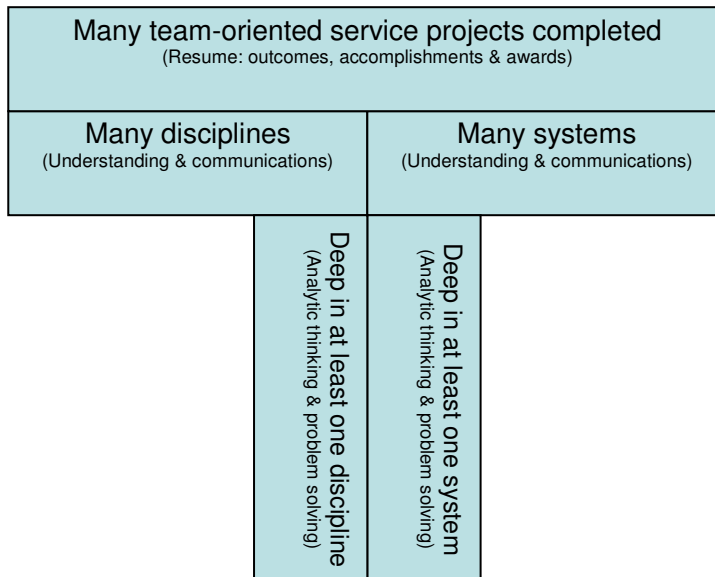 Many team-oriented service projects completed
(Resume: outcomes, accomplishments & awards)
Many disciplines
(Understanding & communications)
Many systems
(Understanding & communications)
Deep in at least one discipline
(Analytic thinking & problem solving)
Deep in at least one system
(Analytic thinking & problem solving)